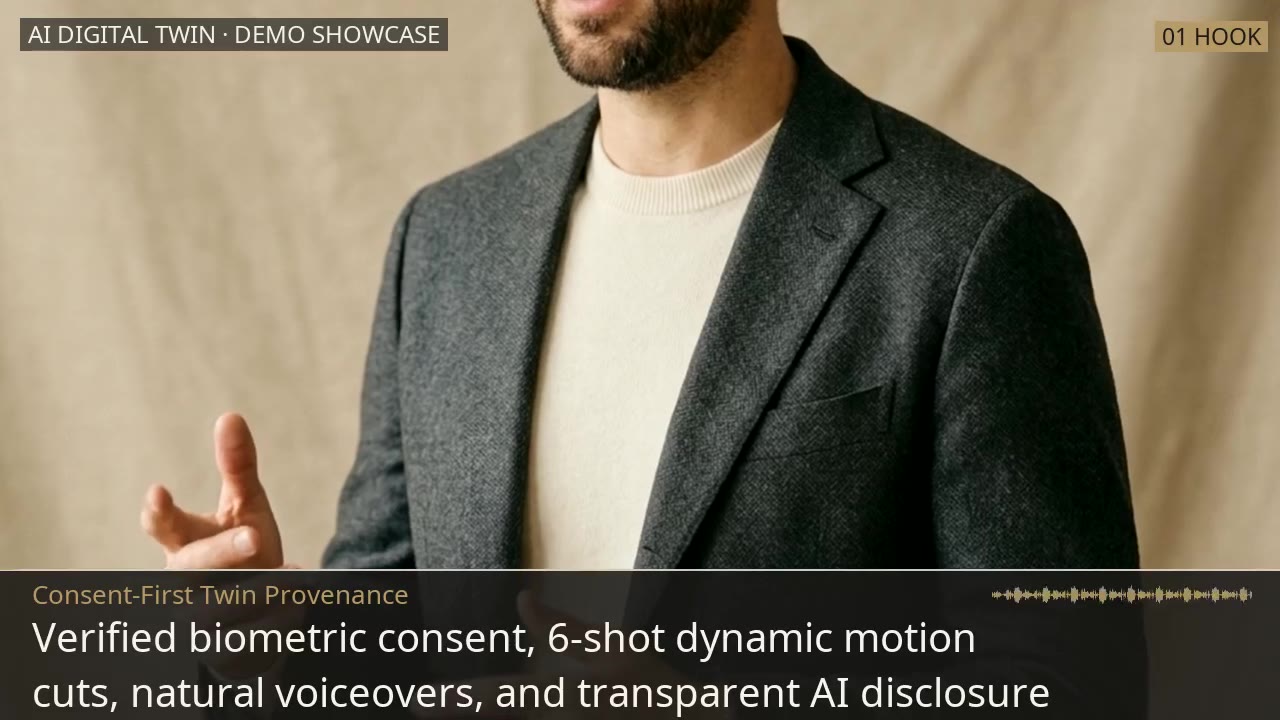 AI DIGITAL TWIN · DEMO SHOWCASE
01 HOOK
Consent-First Twin Provenance
Verified biometric consent, 6-shot dynamic motion
cuts, natural voiceovers, and transparent AI disclosure